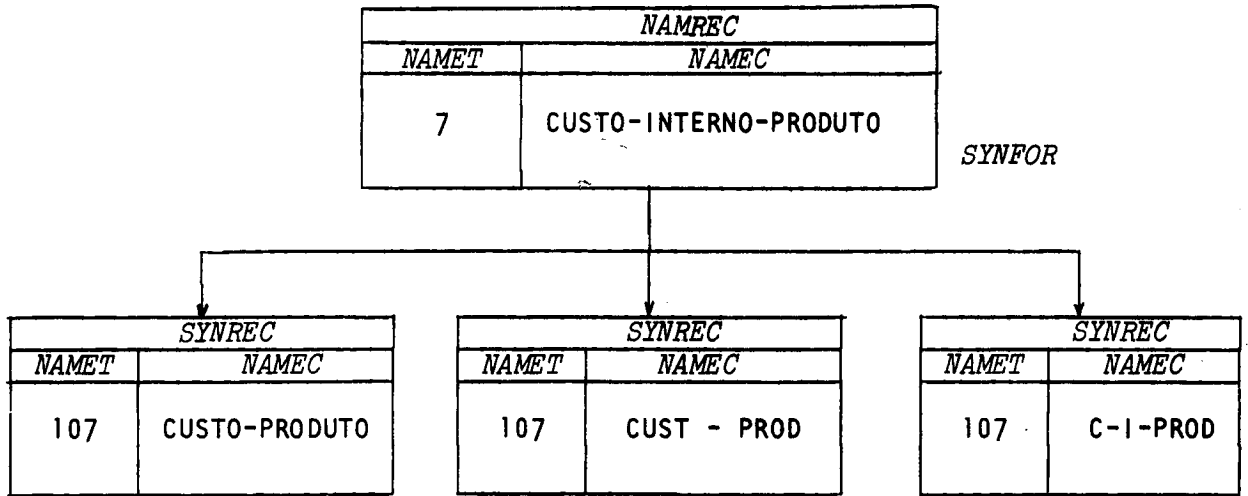 NAMREC
NAMET NAMEC
7 CUSTO-INTERNO-PRODUTO
SYNFOR
SYNREC SYNREC SYNREC
NAMET NAMEC NAMET NAMEC NAMET NAMEC
107 CUSTO-PRODUTO 107 CUST - PROD 107 C-I-PROD